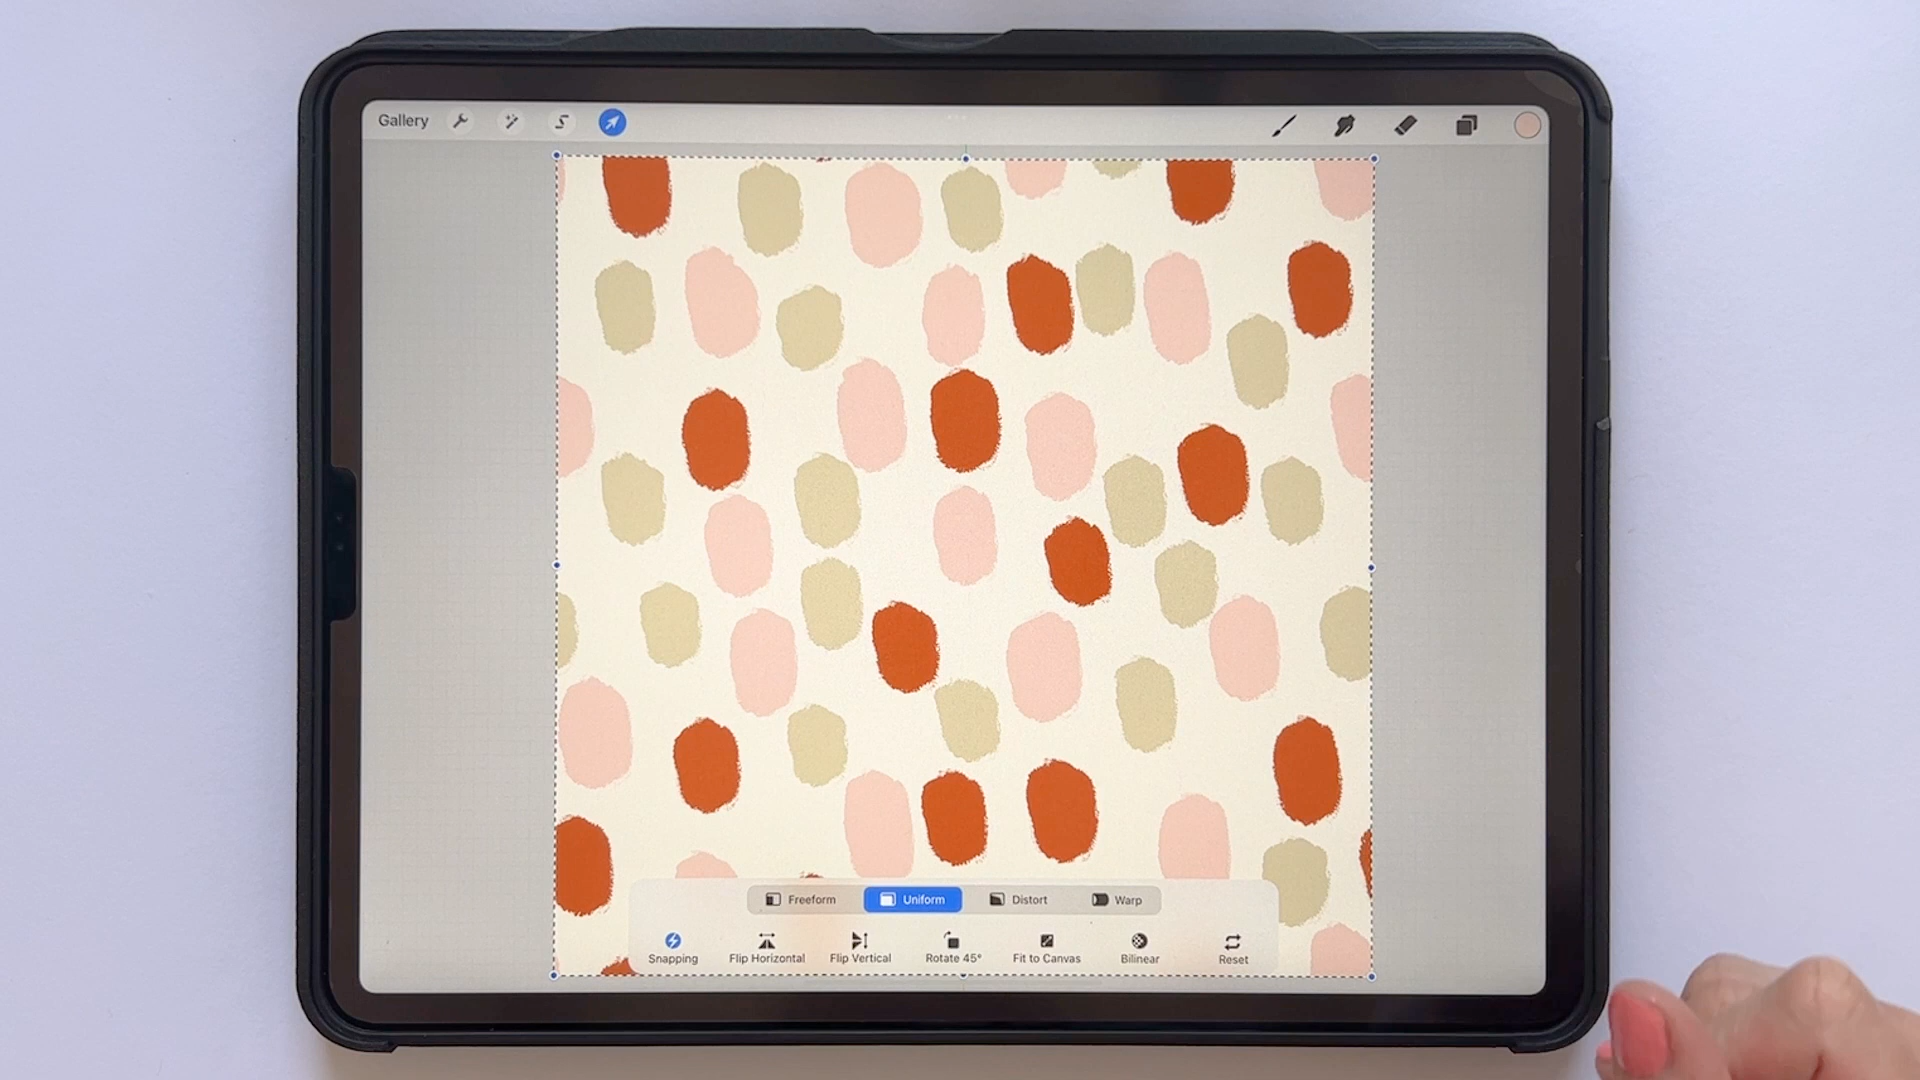 Gallery
Freeform Uniform Distort Warp
Snapping Flip Horizontal Flip Vertical Rotate 45° Fit to Canvas Bilinear Reset